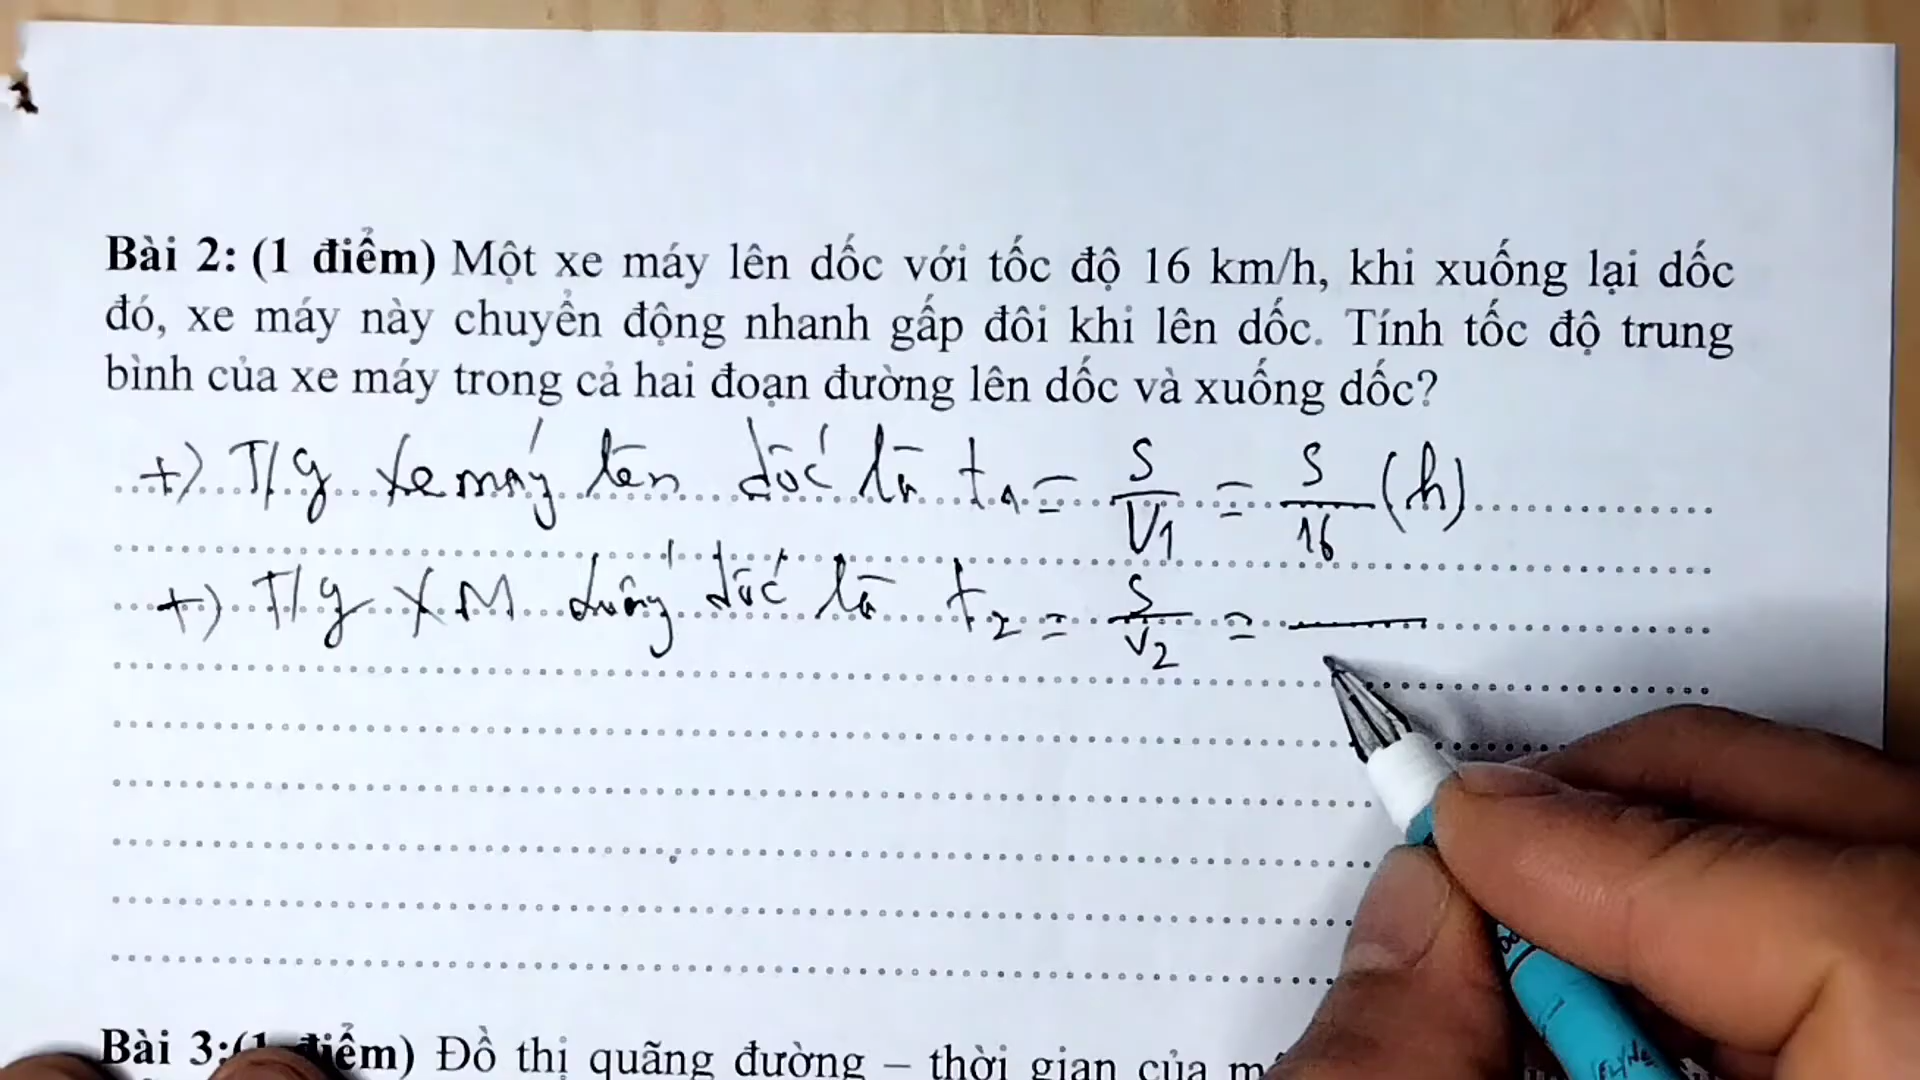 Bài 2: (1 điểm) Một xe máy lên dốc với tốc độ 16 km/h, khi xuống lại dốc
đó, xe máy này chuyển động nhanh gấp đôi khi lên dốc. Tính tốc độ trung
bình của xe máy trong cả hai đoạn đường lên dốc và xuống dốc?
+) T/g xe máy lên dốc là t1 = S/V1 = S/16 (h)
+) T/g XM xuống dốc là t2 = S/V2 =
Bài 3: (1 điểm) Đồ thị quãng đường – thời gian của